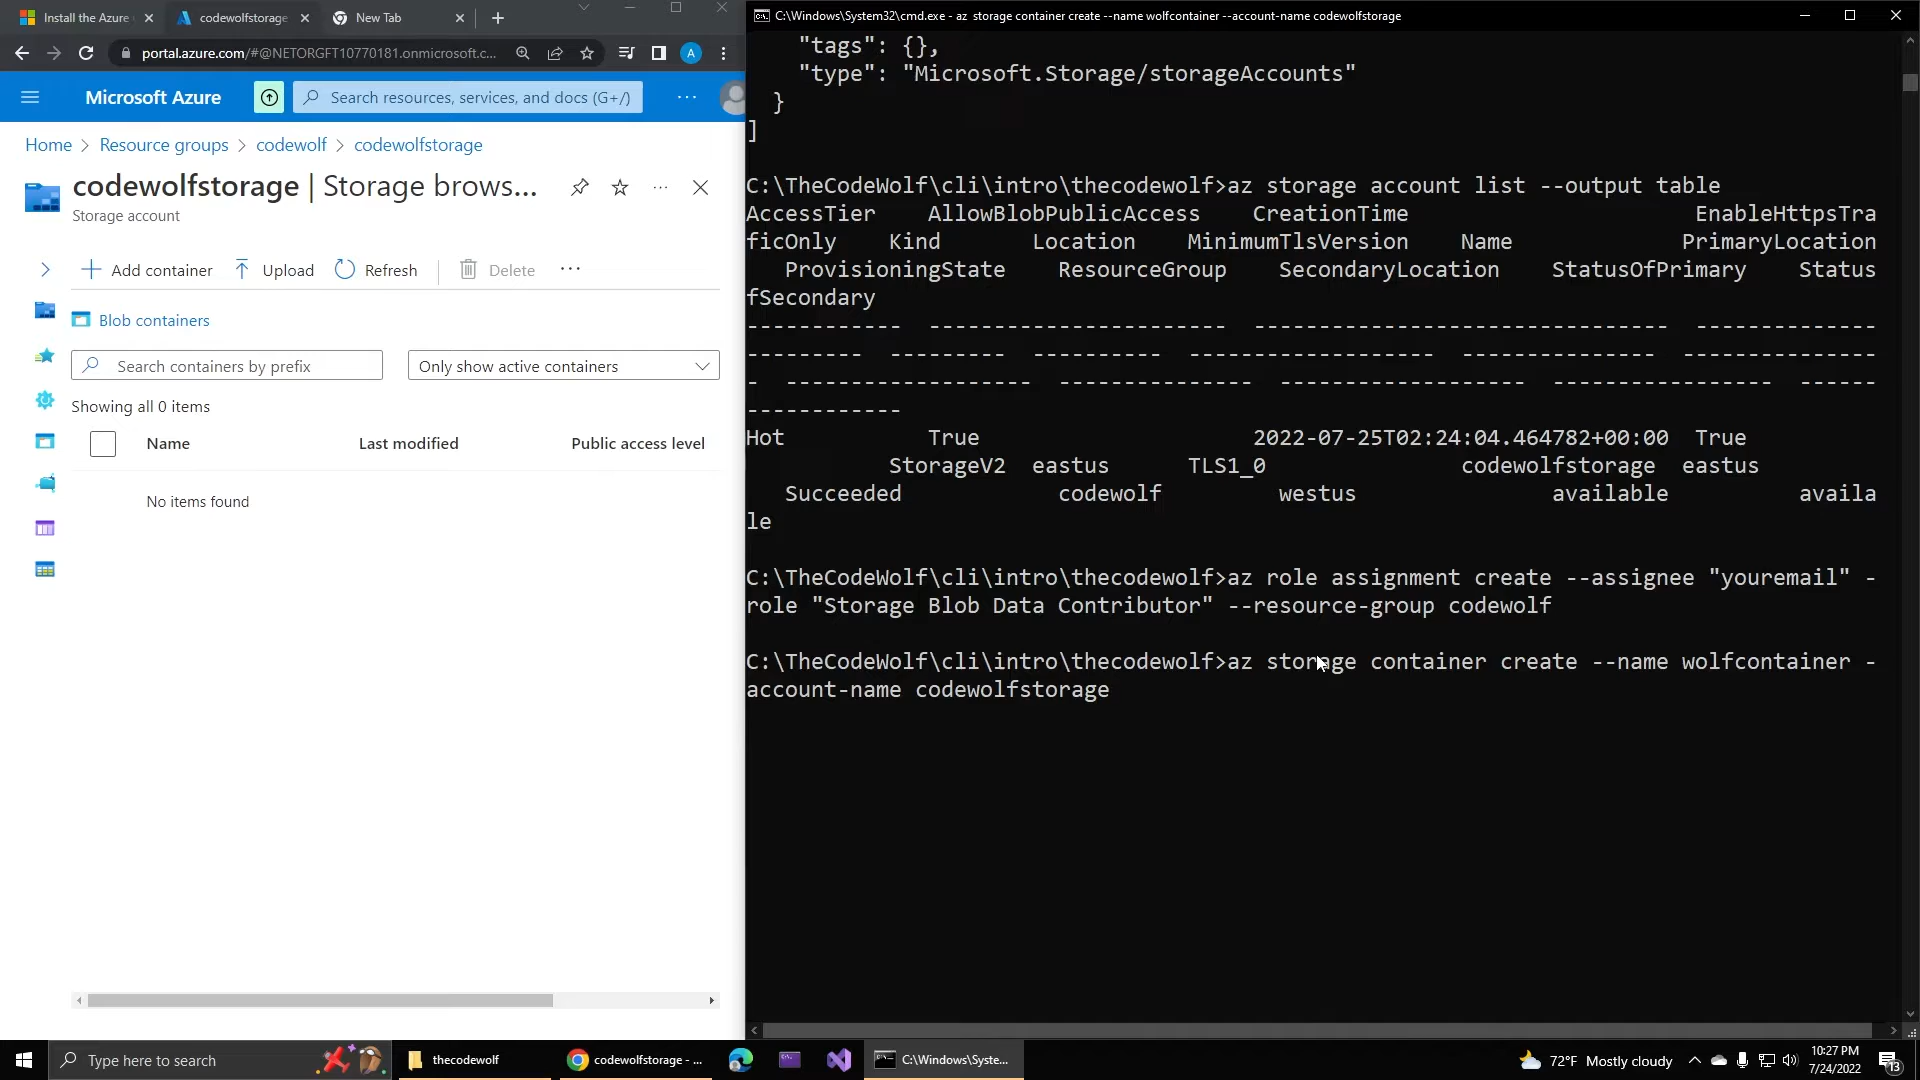 Install the Azure
codewolfstorage
New Tab
portal.azure.com/#@NETORGFT10770181.onmicrosoft.c...
A
Microsoft Azure
Search resources, services, and docs (G+/)
Home > Resource groups > codewolf > codewolfstorage
codewolfstorage | Storage brows...
Storage account
Add container
Upload
Refresh
Delete
Blob containers
Search containers by prefix
Only show active containers
Showing all 0 items
Name
Last modified
Public access level
No items found
C:\Windows\System32\cmd.exe - az storage container create --name wolfcontainer --account-name codewolfstorage
"tags": {},
"type": "Microsoft.Storage/storageAccounts"
}
]
C:\TheCodeWolf\cli\intro\thecodewolf>az storage account list --output table
AccessTier    AllowBlobPublicAccess    CreationTime    EnableHttpsTra
ficOnly    Kind    Location    MinimumTlsVersion    Name    PrimaryLocation
ProvisioningState    ResourceGroup    SecondaryLocation    StatusOfPrimary    Status
fSecondary
------------  -----------------------  --------------------------------  --------------
---------  ---------  ----------  -------------------  ---------------  ---------------
-  -------------------  ---------------  -------------------  -----------------  ------
------------
Hot    True    2022-07-25T02:24:04.464782+00:00    True
StorageV2    eastus    TLS1_0    codewolfstorage    eastus
Succeeded    codewolf    westus    available    availa
le
C:\TheCodeWolf\cli\intro\thecodewolf>az role assignment create --assignee "youremail" -
role "Storage Blob Data Contributor" --resource-group codewolf
C:\TheCodeWolf\cli\intro\thecodewolf>az storage container create --name wolfcontainer -
account-name codewolfstorage
Type here to search
thecodewolf
codewolfstorage - ...
C:\Windows\Syste...
72°F Mostly cloudy
10:27 PM
7/24/2022
13